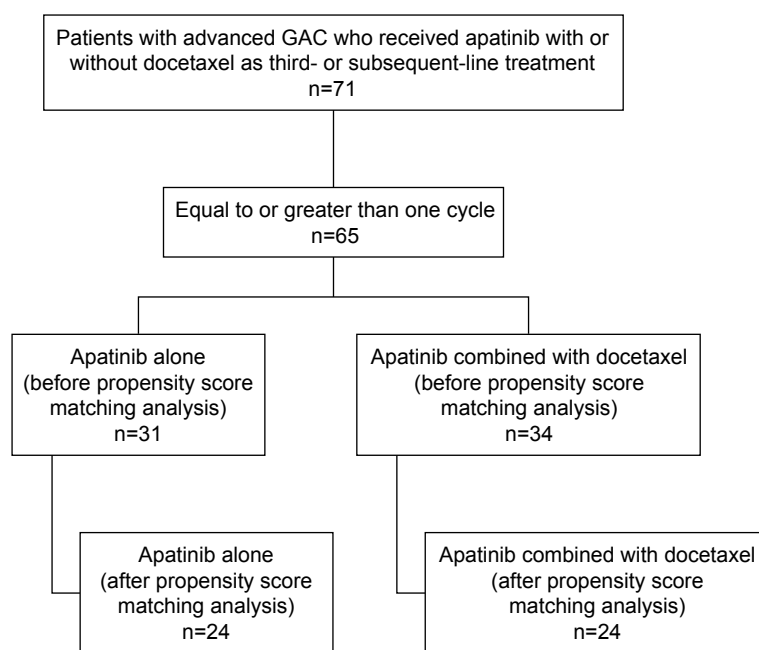 Patients with advanced GAC who received apatinib with or
without docetaxel as third- or subsequent-line treatment
n=71
Equal to or greater than one cycle
n=65
Apatinib alone
(before propensity score
matching analysis)
n=31
Apatinib combined with docetaxel
(before propensity score
matching analysis)
n=34
Apatinib alone
(after propensity score
matching analysis)
n=24
Apatinib combined with docetaxel
(after propensity score
matching analysis)
n=24